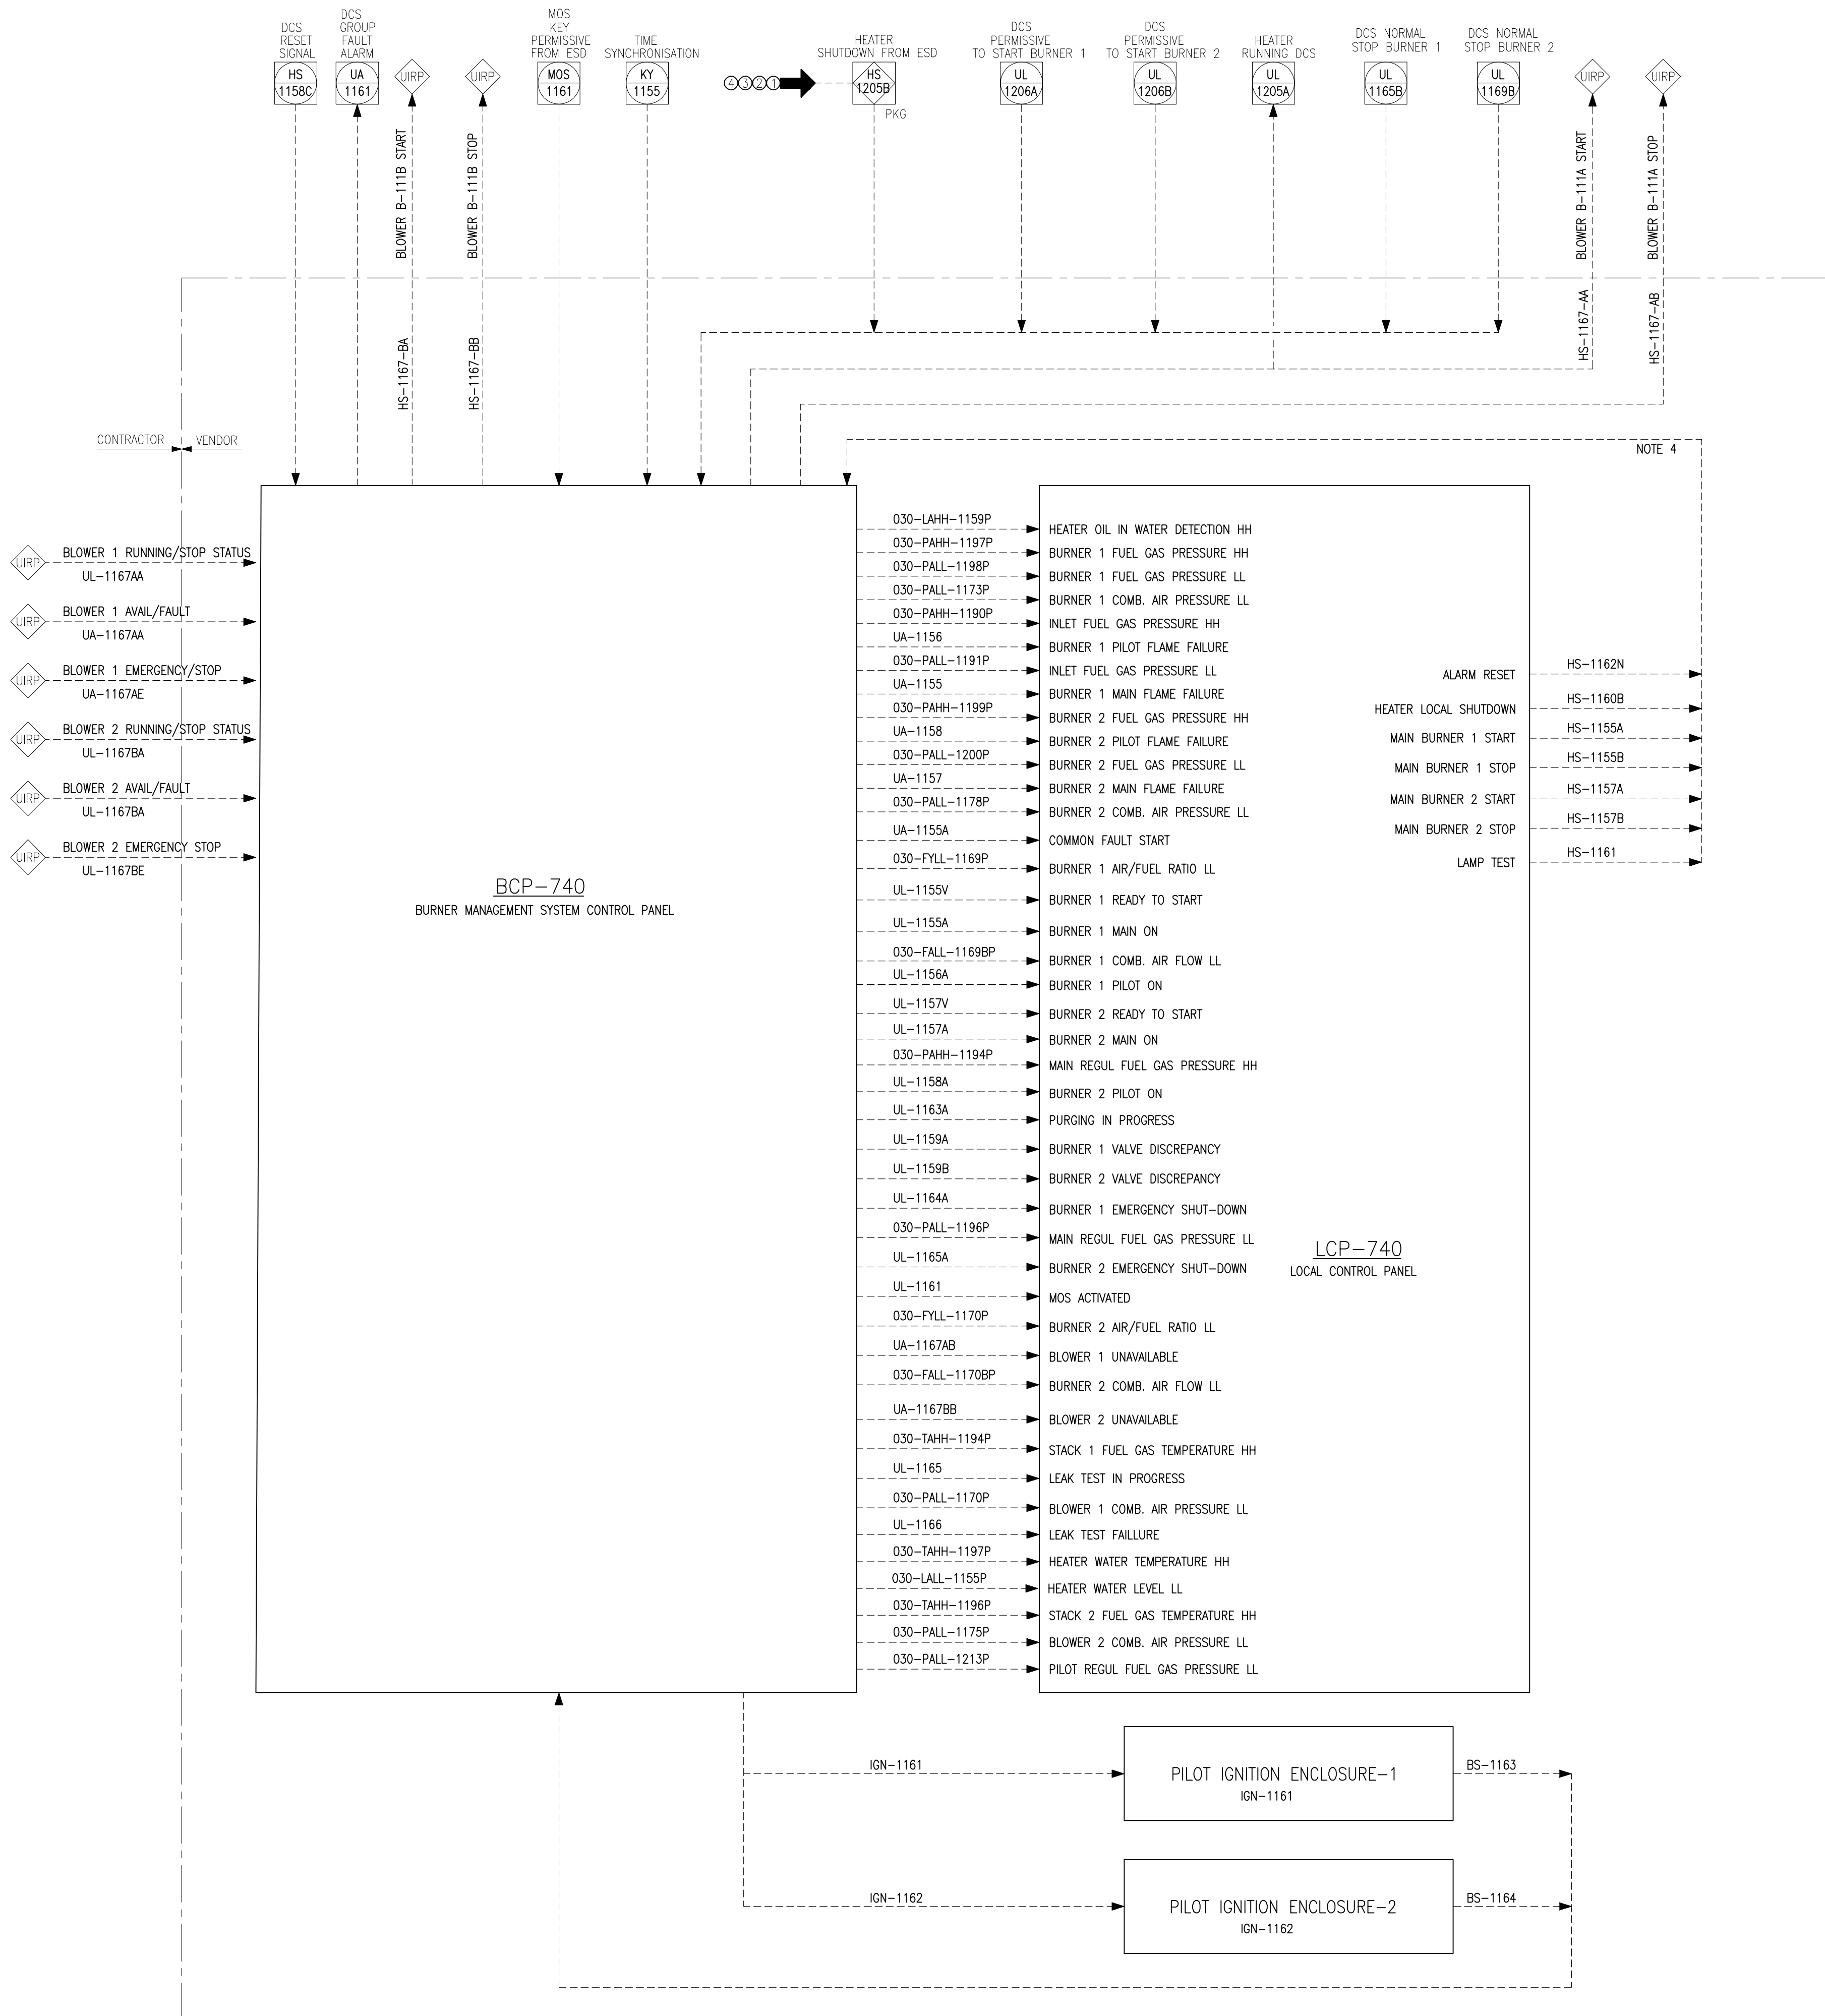 DCS
RESET
SIGNAL
HS
1158C
DCS
GROUP
FAULT
ALARM
UA
1161
UIRP
BLOWER B-111B START
HS-1167-BA
UIRP
BLOWER B-111B STOP
HS-1167-BB
MOS
KEY
PERMISSIVE
FROM ESD
MOS
1161
TIME
SYNCHRONISATION
KY
1155
4 3 2 1
HEATER
SHUTDOWN FROM ESD
HS
1205B
PKG
DCS
PERMISSIVE
TO START BURNER 1
UL
1206A
DCS
PERMISSIVE
TO START BURNER 2
UL
1206B
HEATER
RUNNING DCS
UL
1205A
DCS NORMAL
STOP BURNER 1
UL
1165B
DCS NORMAL
STOP BURNER 2
UL
1169B
UIRP
BLOWER B-111A START
HS-1167-AA
UIRP
BLOWER B-111A STOP
HS-1167-AB
CONTRACTOR
VENDOR
NOTE 4
UIRP
BLOWER 1 RUNNING/STOP STATUS
UL-1167AA
UIRP
BLOWER 1 AVAIL/FAULT
UA-1167AA
UIRP
BLOWER 1 EMERGENCY/STOP
UA-1167AE
UIRP
BLOWER 2 RUNNING/STOP STATUS
UL-1167BA
UIRP
BLOWER 2 AVAIL/FAULT
UL-1167BA
UIRP
BLOWER 2 EMERGENCY STOP
UL-1167BE
BCP-740
BURNER MANAGEMENT SYSTEM CONTROL PANEL
030-LAHH-1159P
HEATER OIL IN WATER DETECTION HH
030-PAHH-1197P
BURNER 1 FUEL GAS PRESSURE HH
030-PALL-1198P
BURNER 1 FUEL GAS PRESSURE LL
030-PALL-1173P
BURNER 1 COMB. AIR PRESSURE LL
030-PAHH-1190P
INLET FUEL GAS PRESSURE HH
UA-1156
BURNER 1 PILOT FLAME FAILURE
030-PALL-1191P
INLET FUEL GAS PRESSURE LL
UA-1155
BURNER 1 MAIN FLAME FAILURE
030-PAHH-1199P
BURNER 2 FUEL GAS PRESSURE HH
UA-1158
BURNER 2 PILOT FLAME FAILURE
030-PALL-1200P
BURNER 2 FUEL GAS PRESSURE LL
UA-1157
BURNER 2 MAIN FLAME FAILURE
030-PALL-1178P
BURNER 2 COMB. AIR PRESSURE LL
UA-1155A
COMMON FAULT START
030-FYLL-1169P
BURNER 1 AIR/FUEL RATIO LL
UL-1155V
BURNER 1 READY TO START
UL-1155A
BURNER 1 MAIN ON
030-FALL-1169BP
BURNER 1 COMB. AIR FLOW LL
UL-1156A
BURNER 1 PILOT ON
UL-1157V
BURNER 2 READY TO START
UL-1157A
BURNER 2 MAIN ON
030-PAHH-1194P
MAIN REGUL FUEL GAS PRESSURE HH
UL-1158A
BURNER 2 PILOT ON
UL-1163A
PURGING IN PROGRESS
UL-1159A
BURNER 1 VALVE DISCREPANCY
UL-1159B
BURNER 2 VALVE DISCREPANCY
UL-1164A
BURNER 1 EMERGENCY SHUT-DOWN
030-PALL-1196P
MAIN REGUL FUEL GAS PRESSURE LL
UL-1165A
BURNER 2 EMERGENCY SHUT-DOWN
UL-1161
MOS ACTIVATED
030-FYLL-1170P
BURNER 2 AIR/FUEL RATIO LL
UA-1167AB
BLOWER 1 UNAVAILABLE
030-FALL-1170BP
BURNER 2 COMB. AIR FLOW LL
UA-1167BB
BLOWER 2 UNAVAILABLE
030-TAHH-1194P
STACK 1 FUEL GAS TEMPERATURE HH
UL-1165
LEAK TEST IN PROGRESS
030-PALL-1170P
BLOWER 1 COMB. AIR PRESSURE LL
UL-1166
LEAK TEST FAILLURE
030-TAHH-1197P
HEATER WATER TEMPERATURE HH
030-LALL-1155P
HEATER WATER LEVEL LL
030-TAHH-1196P
STACK 2 FUEL GAS TEMPERATURE HH
030-PALL-1175P
BLOWER 2 COMB. AIR PRESSURE LL
030-PALL-1213P
PILOT REGUL FUEL GAS PRESSURE LL
LCP-740
LOCAL CONTROL PANEL
ALARM RESET
HS-1162N
HEATER LOCAL SHUTDOWN
HS-1160B
MAIN BURNER 1 START
HS-1155A
MAIN BURNER 1 STOP
HS-1155B
MAIN BURNER 2 START
HS-1157A
MAIN BURNER 2 STOP
HS-1157B
LAMP TEST
HS-1161
IGN-1161
PILOT IGNITION ENCLOSURE-1
IGN-1161
BS-1163
IGN-1162
PILOT IGNITION ENCLOSURE-2
IGN-1162
BS-1164